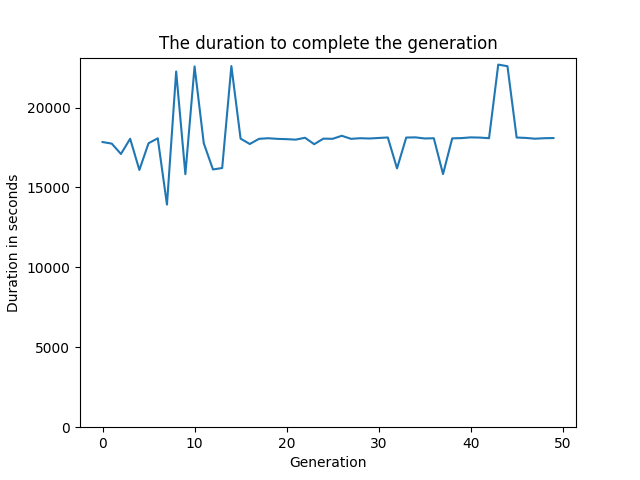 The duration to complete the generation
Duration in seconds
20000
15000
10000
5000
0
0 10 20 30 40 50
Generation